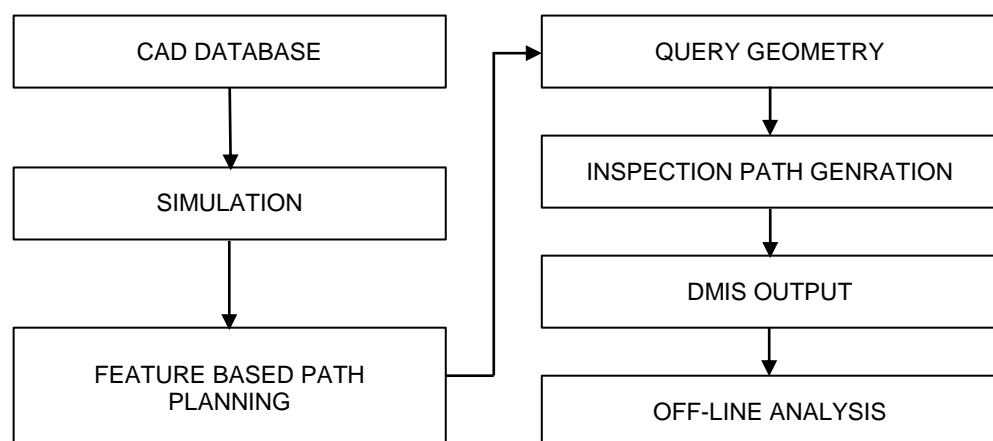 CAD DATABASE
SIMULATION
FEATURE BASED PATH
PLANNING
QUERY GEOMETRY
INSPECTION PATH GENRATION
DMIS OUTPUT
OFF-LINE ANALYSIS